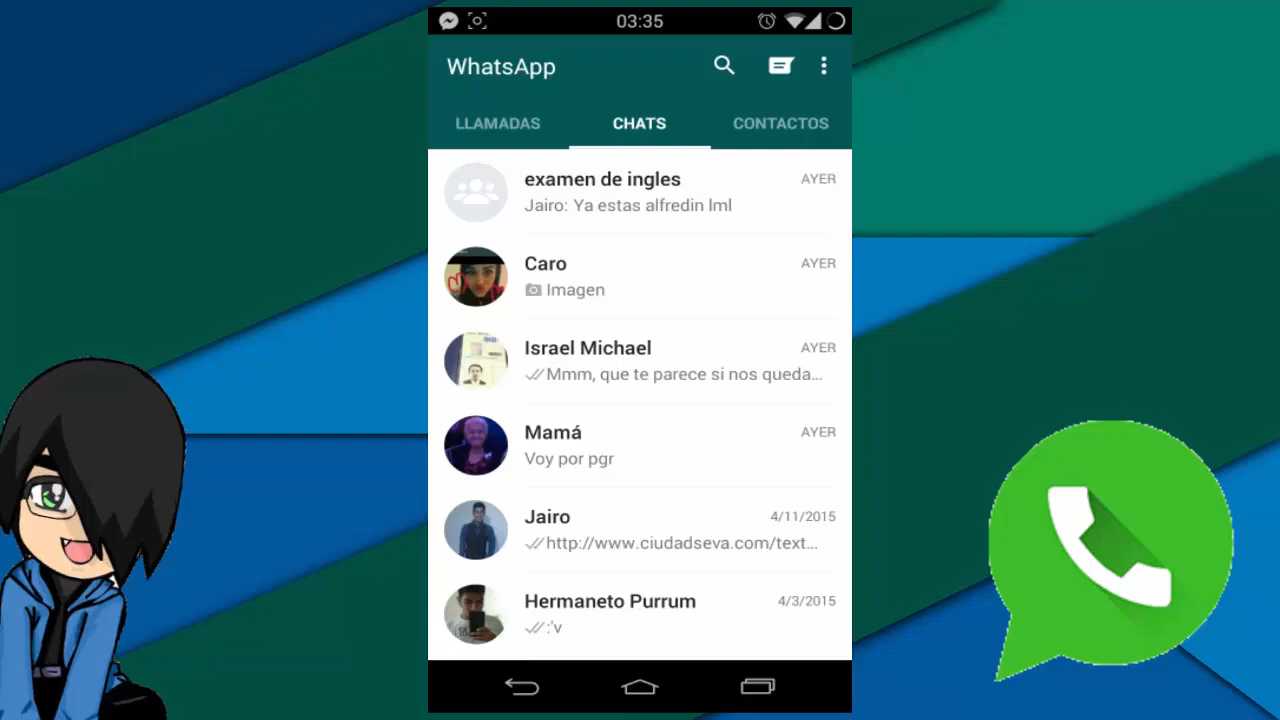 03:35
WhatsApp
LLAMADAS CHATS CONTACTOS
examen de ingles AYER
Jairo: Ya estas alfredin lml
Caro AYER
Imagen
Israel Michael AYER
Mmm, que te parece si nos queda...
Mamá AYER
Voy por pgr
Jairo 4/11/2015
http://www.ciudadseva.com/text...
Hermaneto Purrum 4/3/2015
:'v